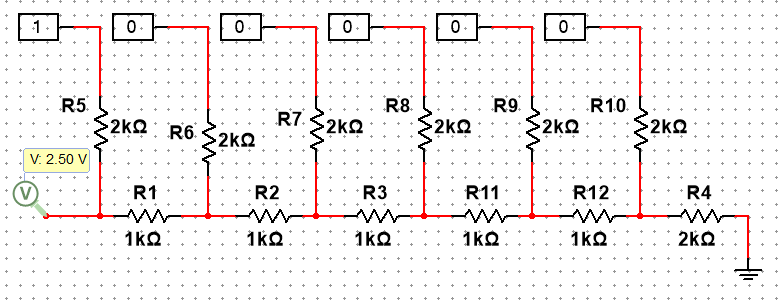 1 0 0 0 0 0
R5 R6 R7 R8 R9 R10
2kΩ 2kΩ 2kΩ 2kΩ 2kΩ 2kΩ
V: 2.50 V
V
R1 R2 R3 R11 R12 R4
1kΩ 1kΩ 1kΩ 1kΩ 1kΩ 2kΩ